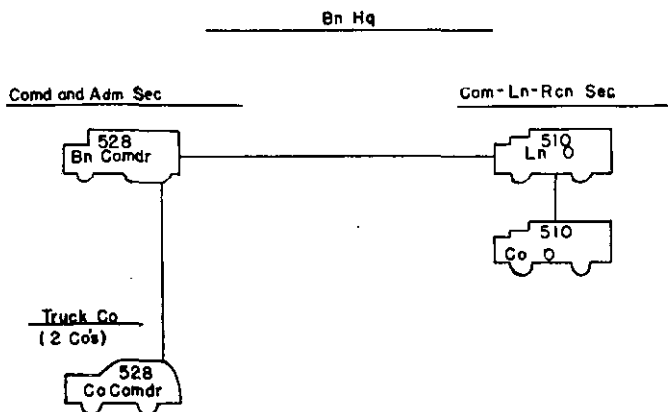 Bn Hq
Comd and Adm Sec
Com-Ln-Rcn Sec
528
Bn Comdr
510
Ln O
510
Co O
Truck Co
(2 Co's)
528
Co Comdr